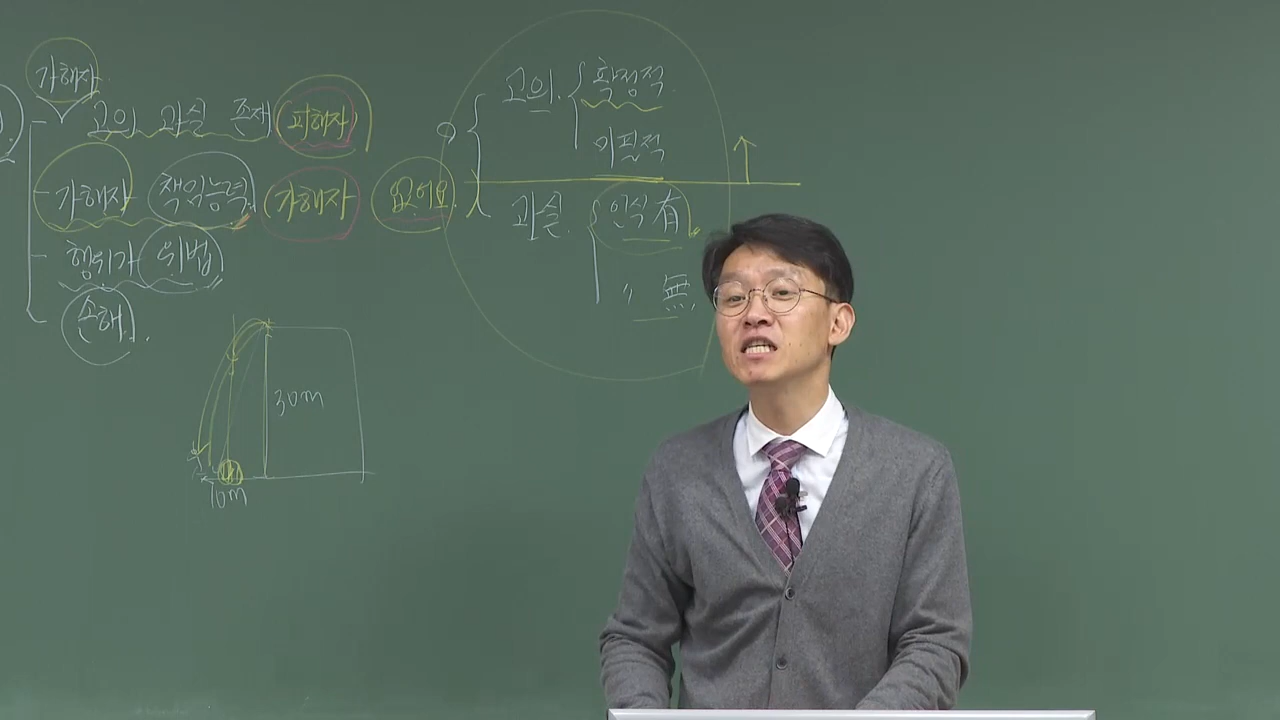 가해자
고의 과실 존재 피해자
가해자 책임능력 가해자 없어요
행위가 위법
손해
고의 확정적
미필적
과실 인식 有
〃 無
30m
10m